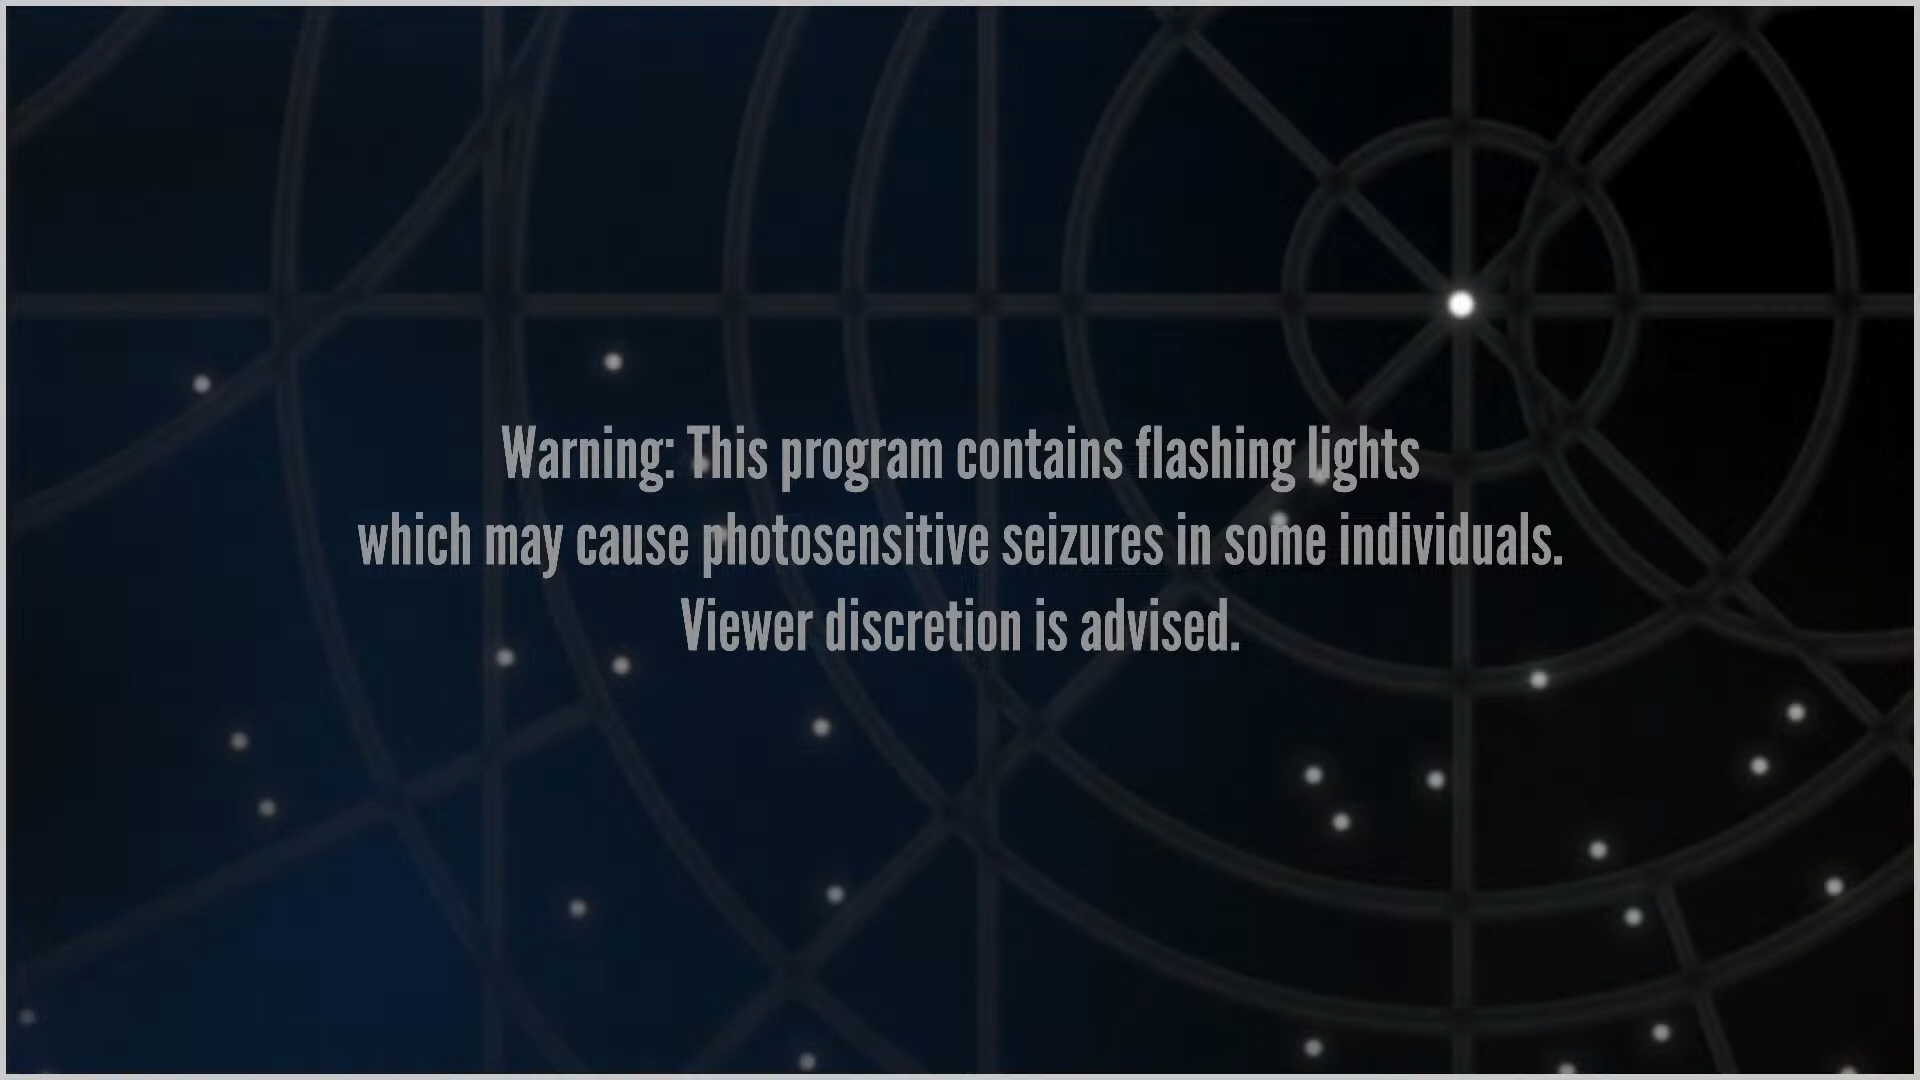 Warning: This program contains flashing lights
which may cause photosensitive seizures in some individuals.
Viewer discretion is advised.